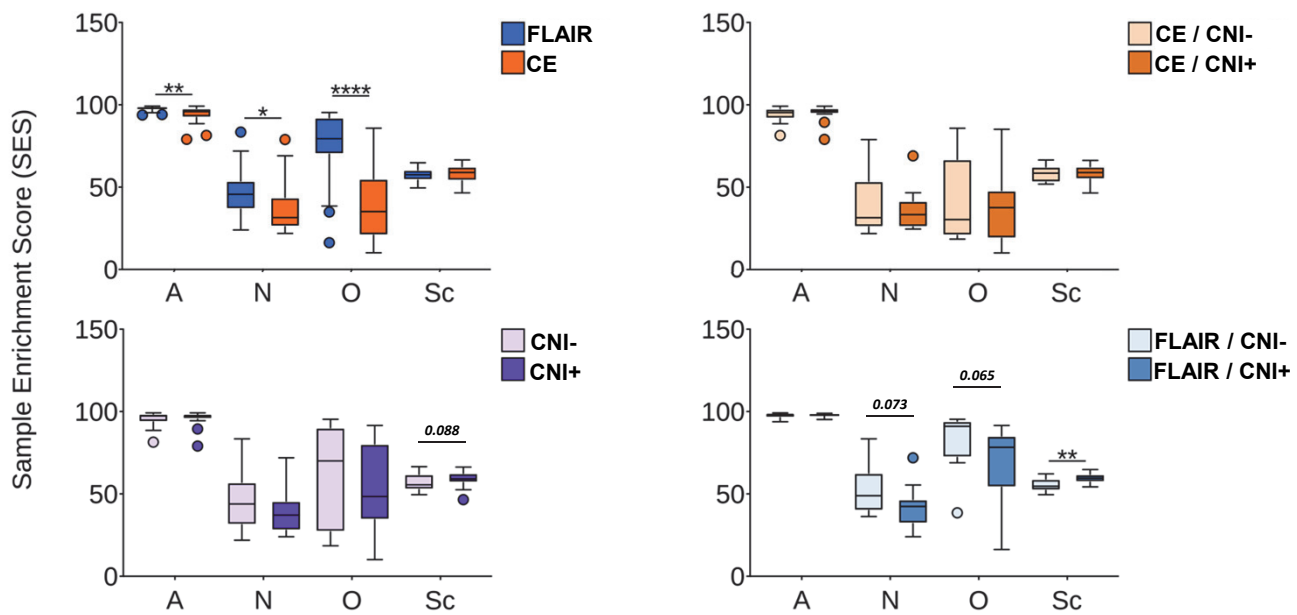 Sample Enrichment Score (SES)
150
100
50
0
**
*
****
A N O Sc
FLAIR
CE
150
100
50
0
A N O Sc
CE / CNI-
CE / CNI+
150
100
50
0
0.088
A N O Sc
CNI-
CNI+
150
100
50
0
0.073
0.065
**
A N O Sc
FLAIR / CNI-
FLAIR / CNI+